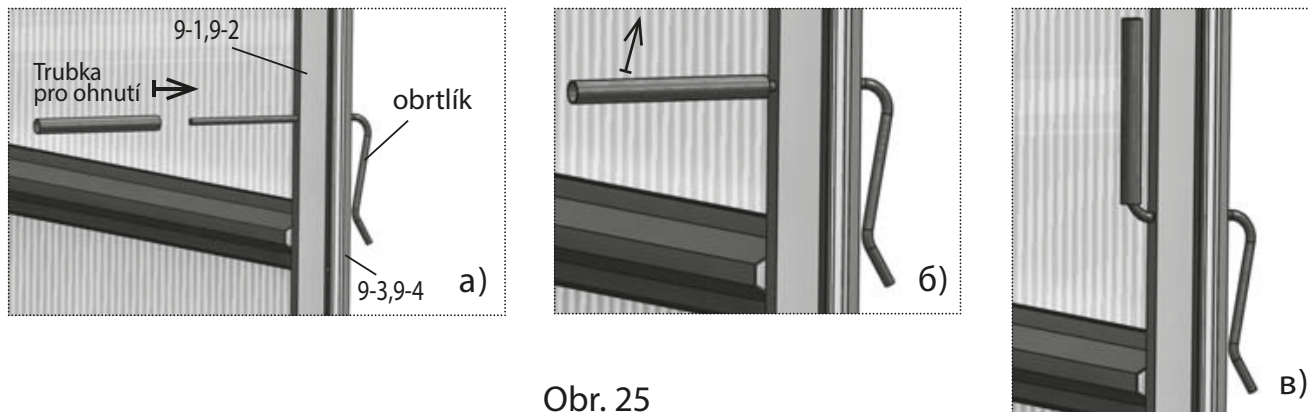 9-1,9-2
Trubka
pro ohnutí
obrtlík
9-3,9-4
a)
б)
в)
Obr. 25